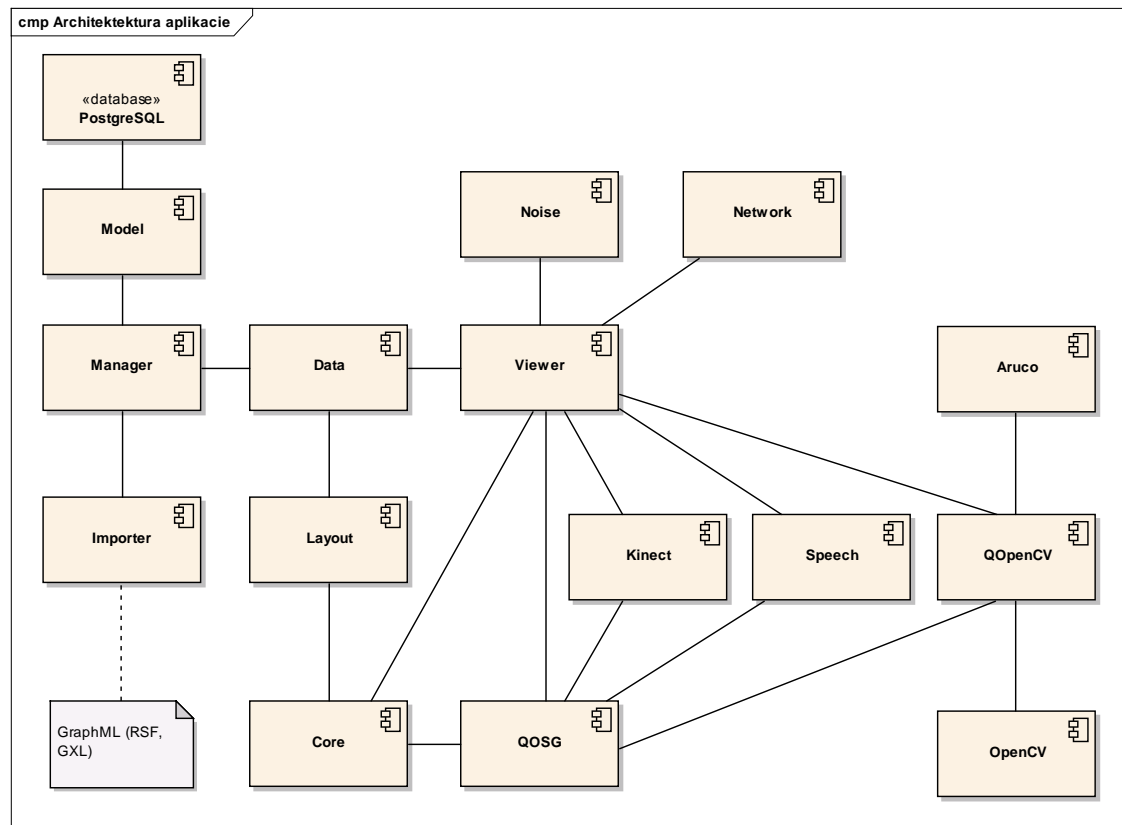 cmp Architektektura aplikacie
«database»
PostgreSQL
Model
Noise
Network
Manager
Data
Viewer
Aruco
Importer
Layout
Kinect
Speech
QOpenCV
GraphML (RSF,
GXL)
Core
QOSG
OpenCV